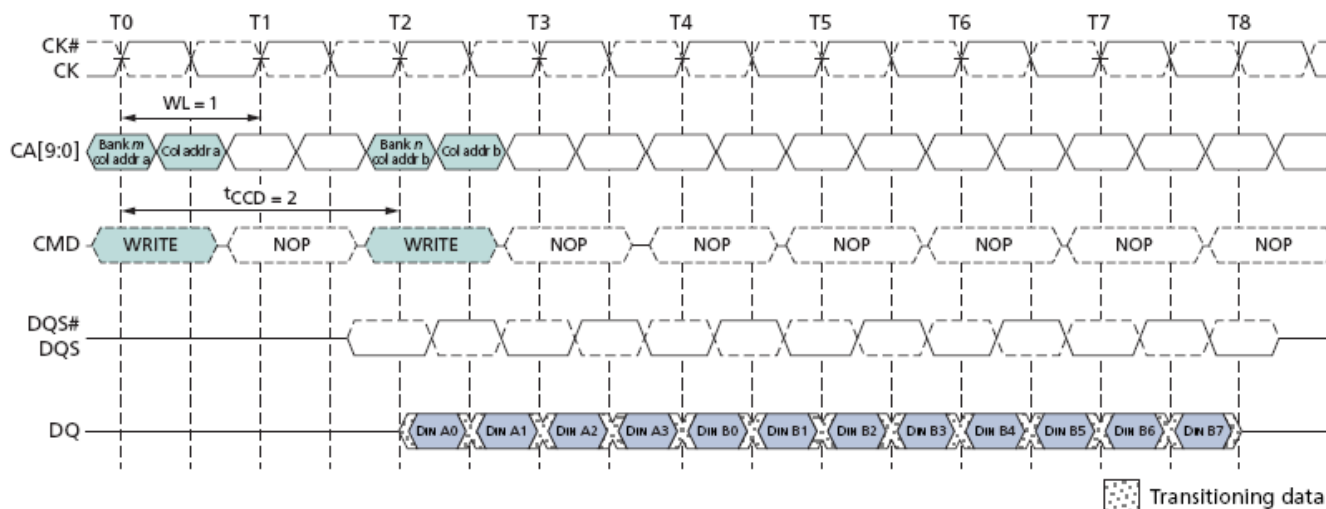 T0 T1 T2 T3 T4 T5 T6 T7 T8
CK#
CK
WL = 1
CA[9:0]
Bank m
col addr a
Col addr a
Bank n
col addr b
Col addr b
tCCD = 2
CMD WRITE NOP WRITE NOP NOP NOP NOP NOP NOP
DQS#
DQS
DQ DIN A0 DIN A1 DIN A2 DIN A3 DIN B0 DIN B1 DIN B2 DIN B3 DIN B4 DIN B5 DIN B6 DIN B7
Transitioning data